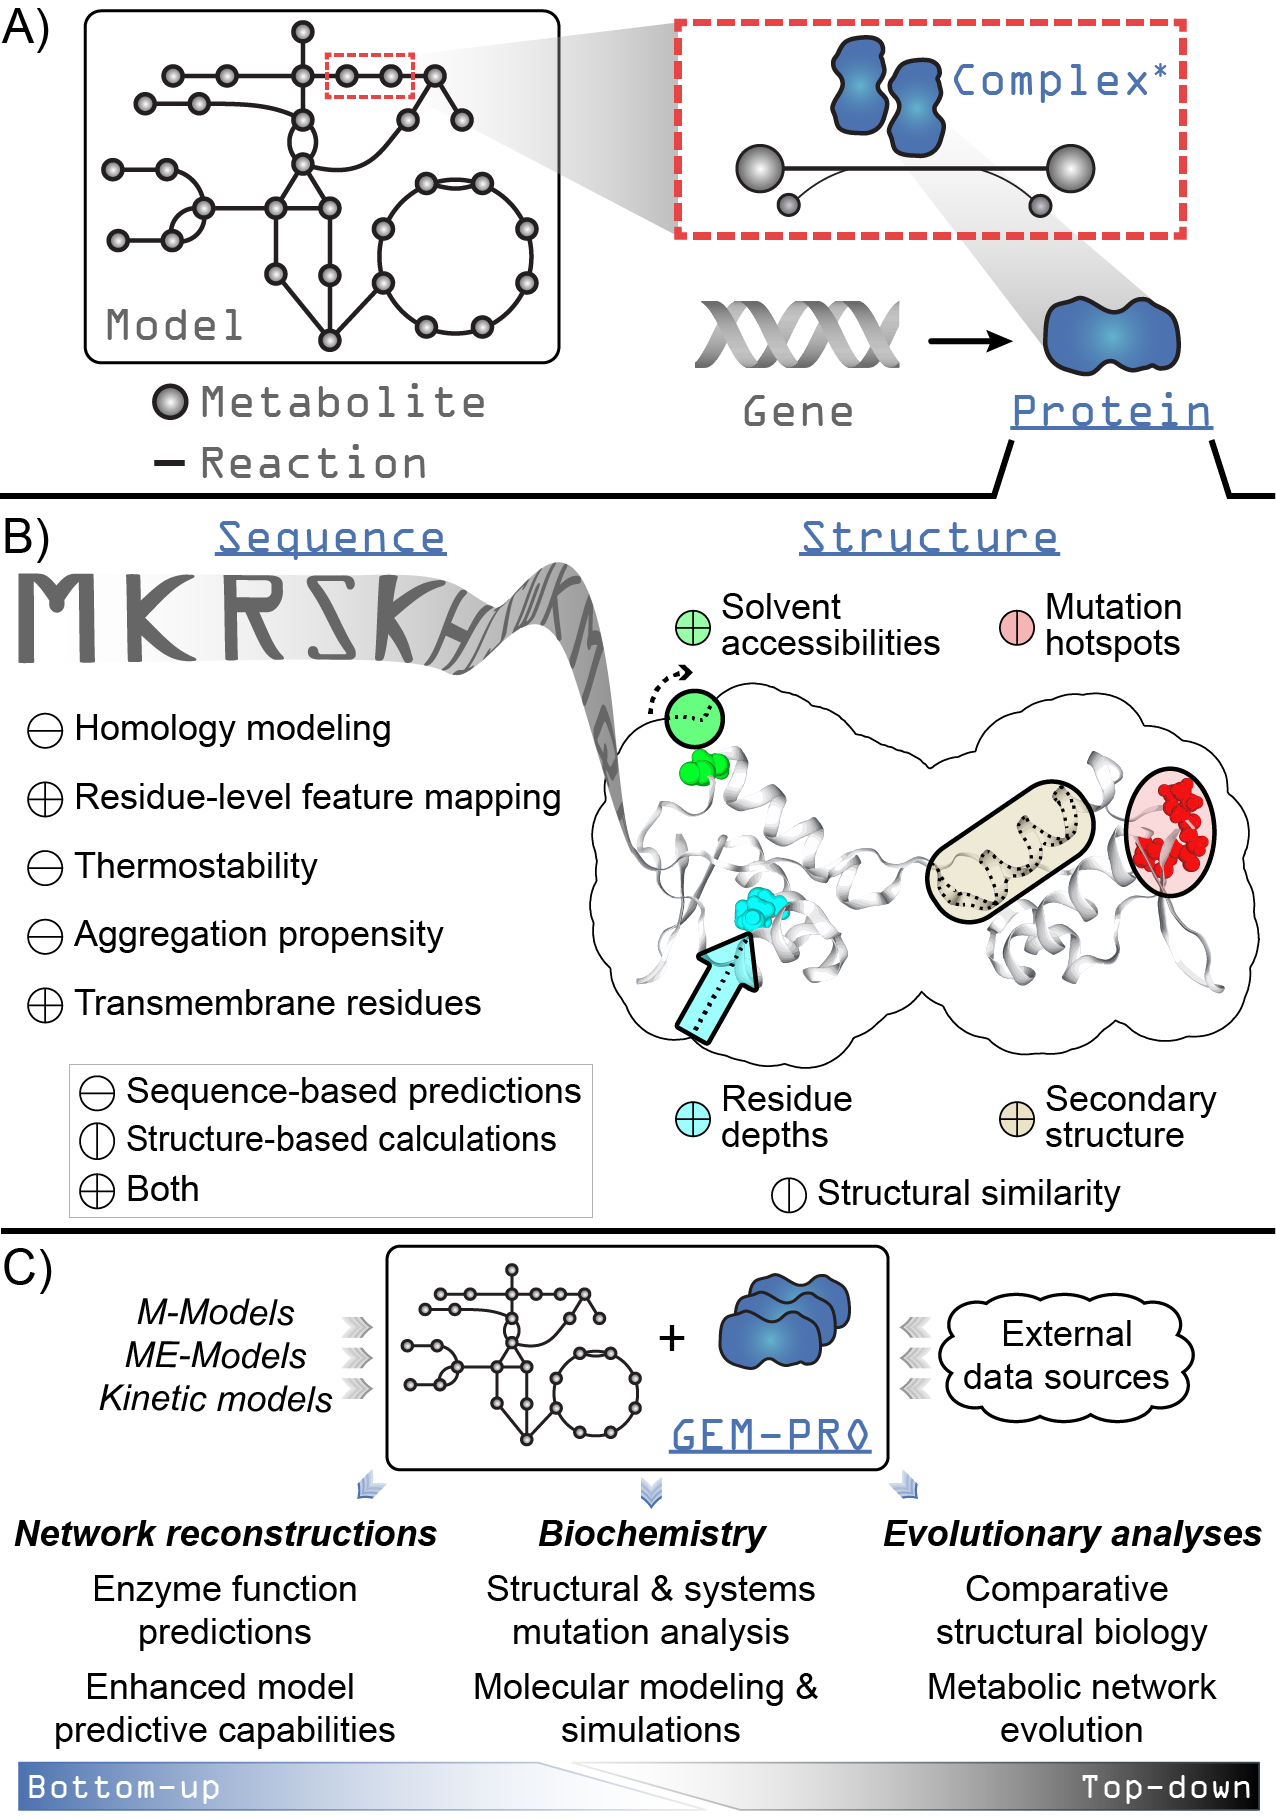 A)
Complex*
Model
Metabolite
Reaction
Gene
Protein
B)
Sequence
Structure
M K R S K H
Solvent
accessibilities
Mutation
hotspots
Homology modeling
Residue-level feature mapping
Thermostability
Aggregation propensity
Transmembrane residues
Sequence-based predictions
Structure-based calculations
Both
Residue
depths
Secondary
structure
Structural similarity
C)
M-Models
ME-Models
Kinetic models
+
GEM-PRO
External
data sources
Network reconstructions
Enzyme function
predictions
Enhanced model
predictive capabilities
Biochemistry
Structural & systems
mutation analysis
Molecular modeling &
simulations
Evolutionary analyses
Comparative
structural biology
Metabolic network
evolution
Bottom-up
Top-down